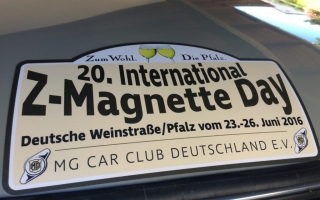 Zum Wohl. Die Pfalz.
20. International
Z-Magnette Day
Deutsche Weinstraße/Pfalz vom 23.-26. Juni 2016
MG CAR CLUB DEUTSCHLAND E.V.